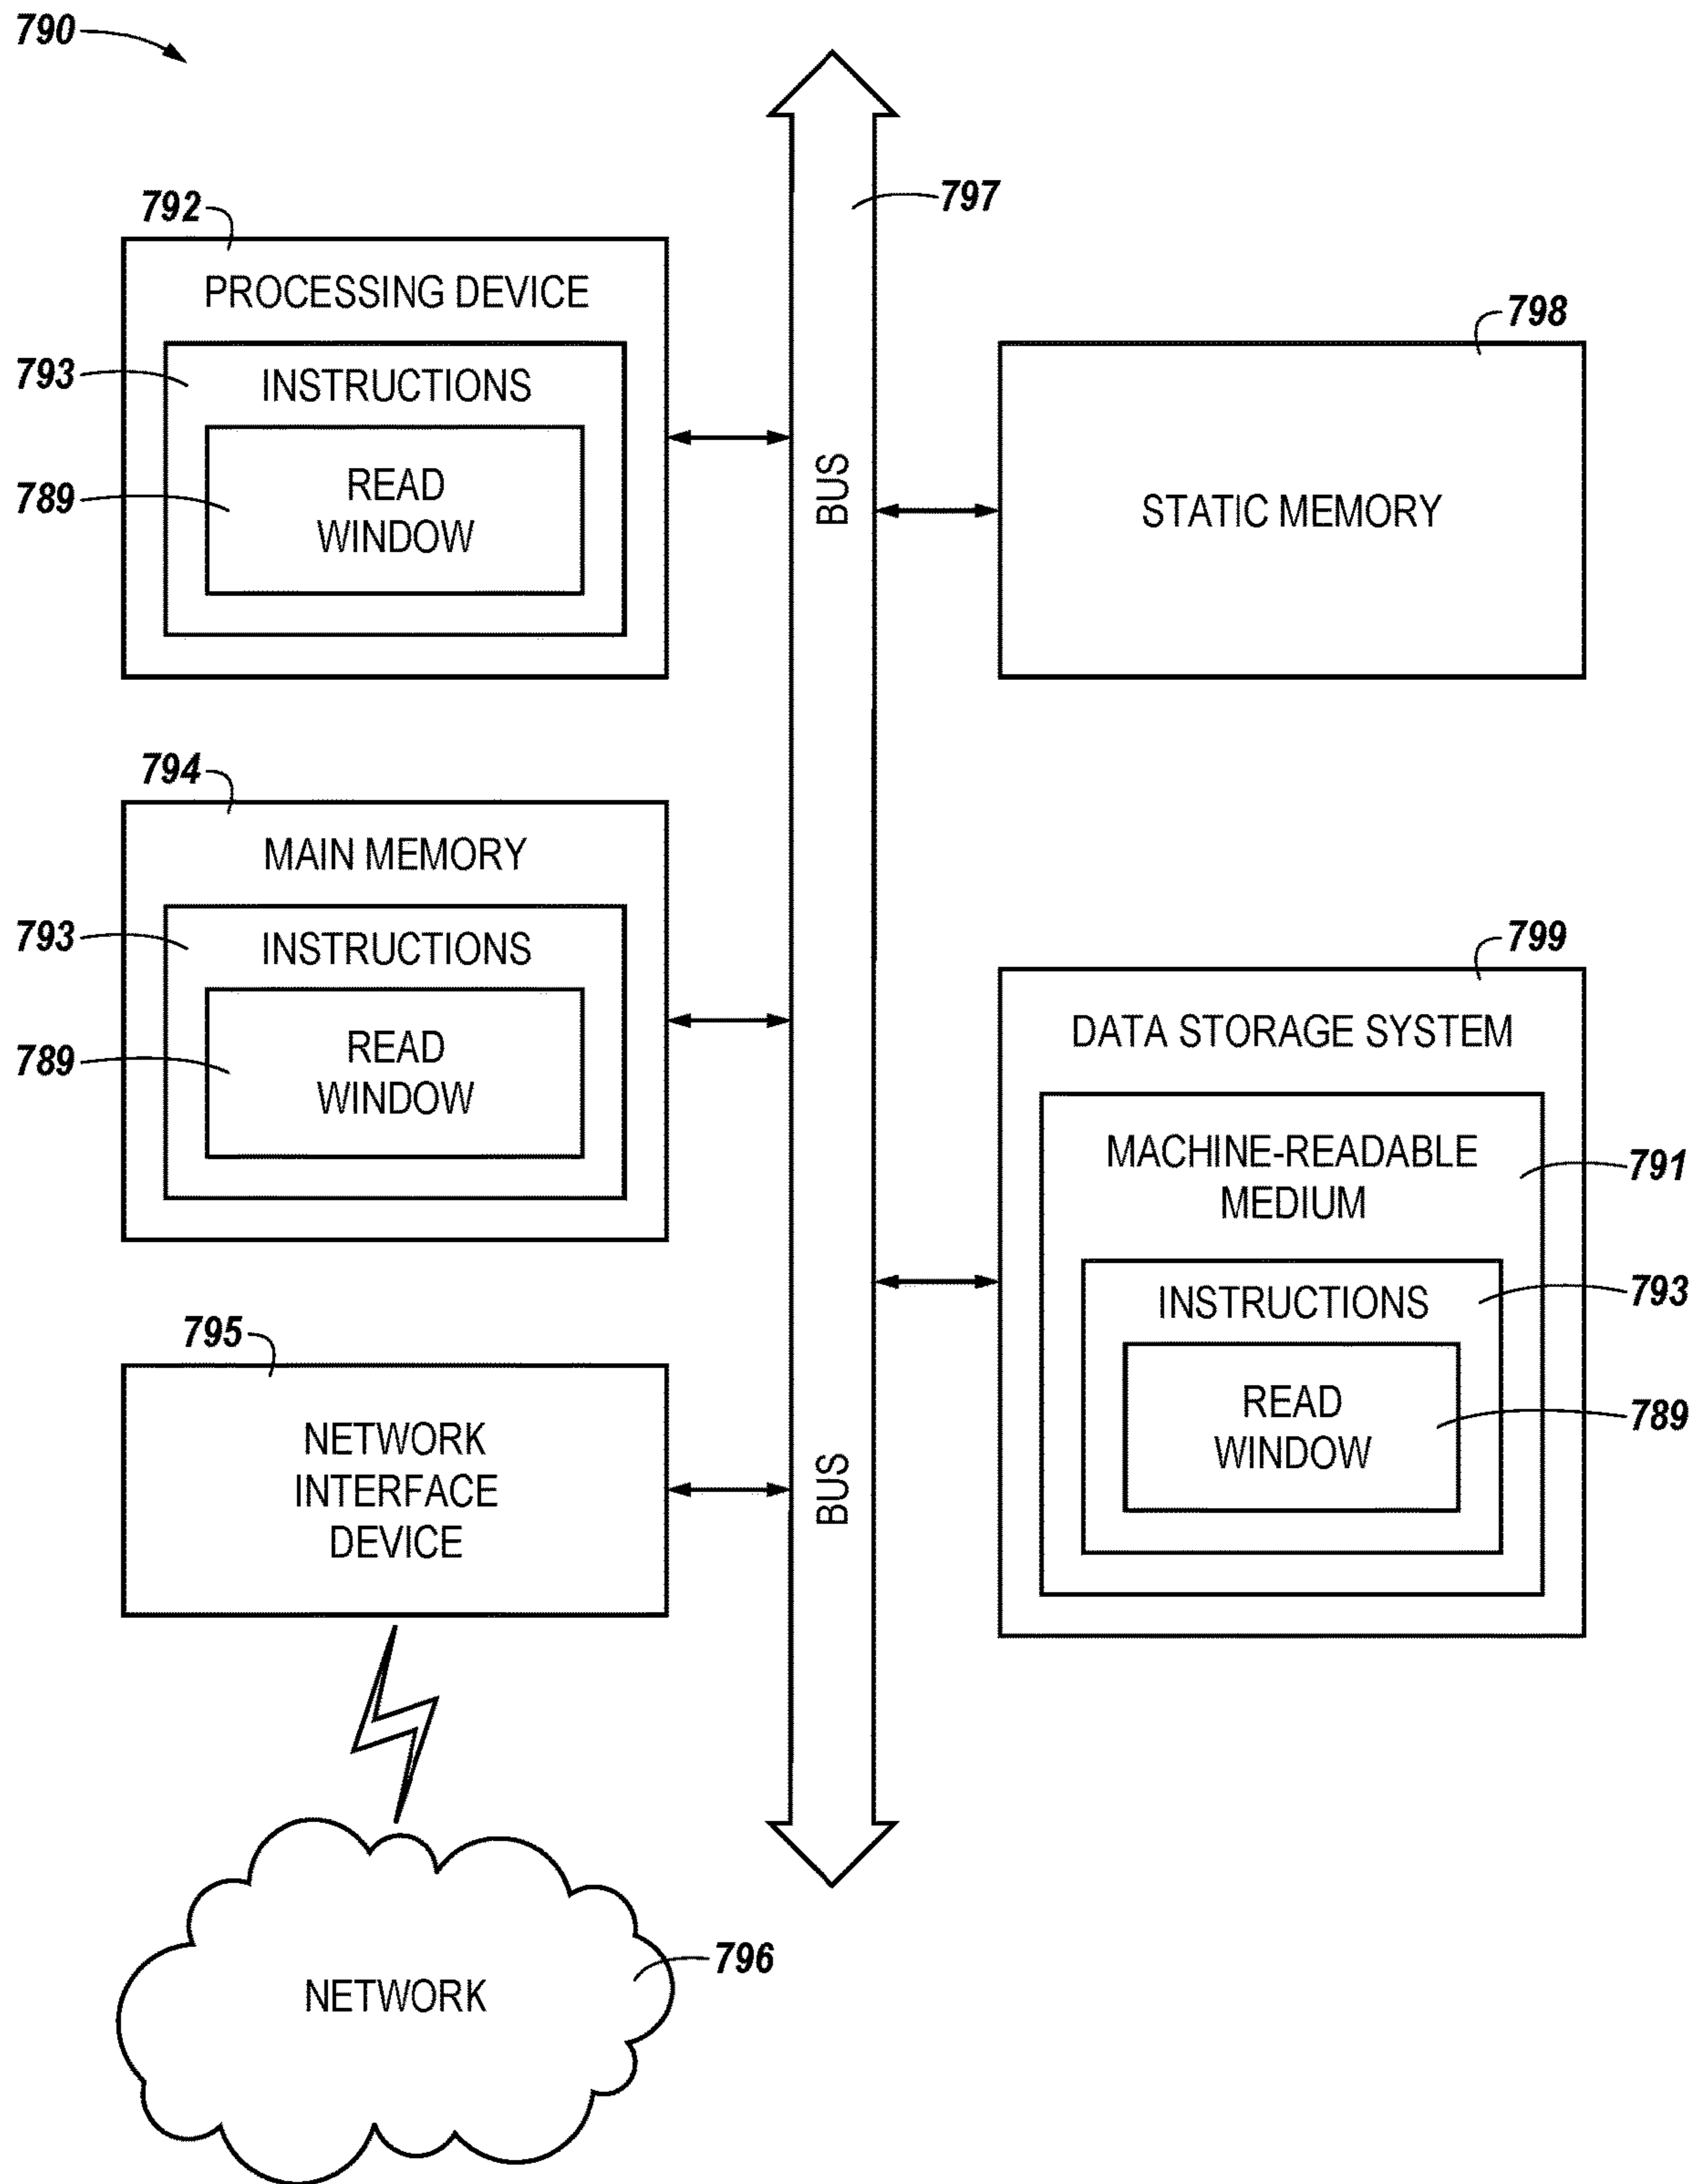 790
797
792
PROCESSING DEVICE
793
INSTRUCTIONS
789
READ
WINDOW
BUS
798
STATIC MEMORY
794
MAIN MEMORY
793
INSTRUCTIONS
789
READ
WINDOW
799
DATA STORAGE SYSTEM
MACHINE-READABLE
MEDIUM
791
INSTRUCTIONS
793
READ
WINDOW
789
795
NETWORK
INTERFACE
DEVICE
BUS
NETWORK
796